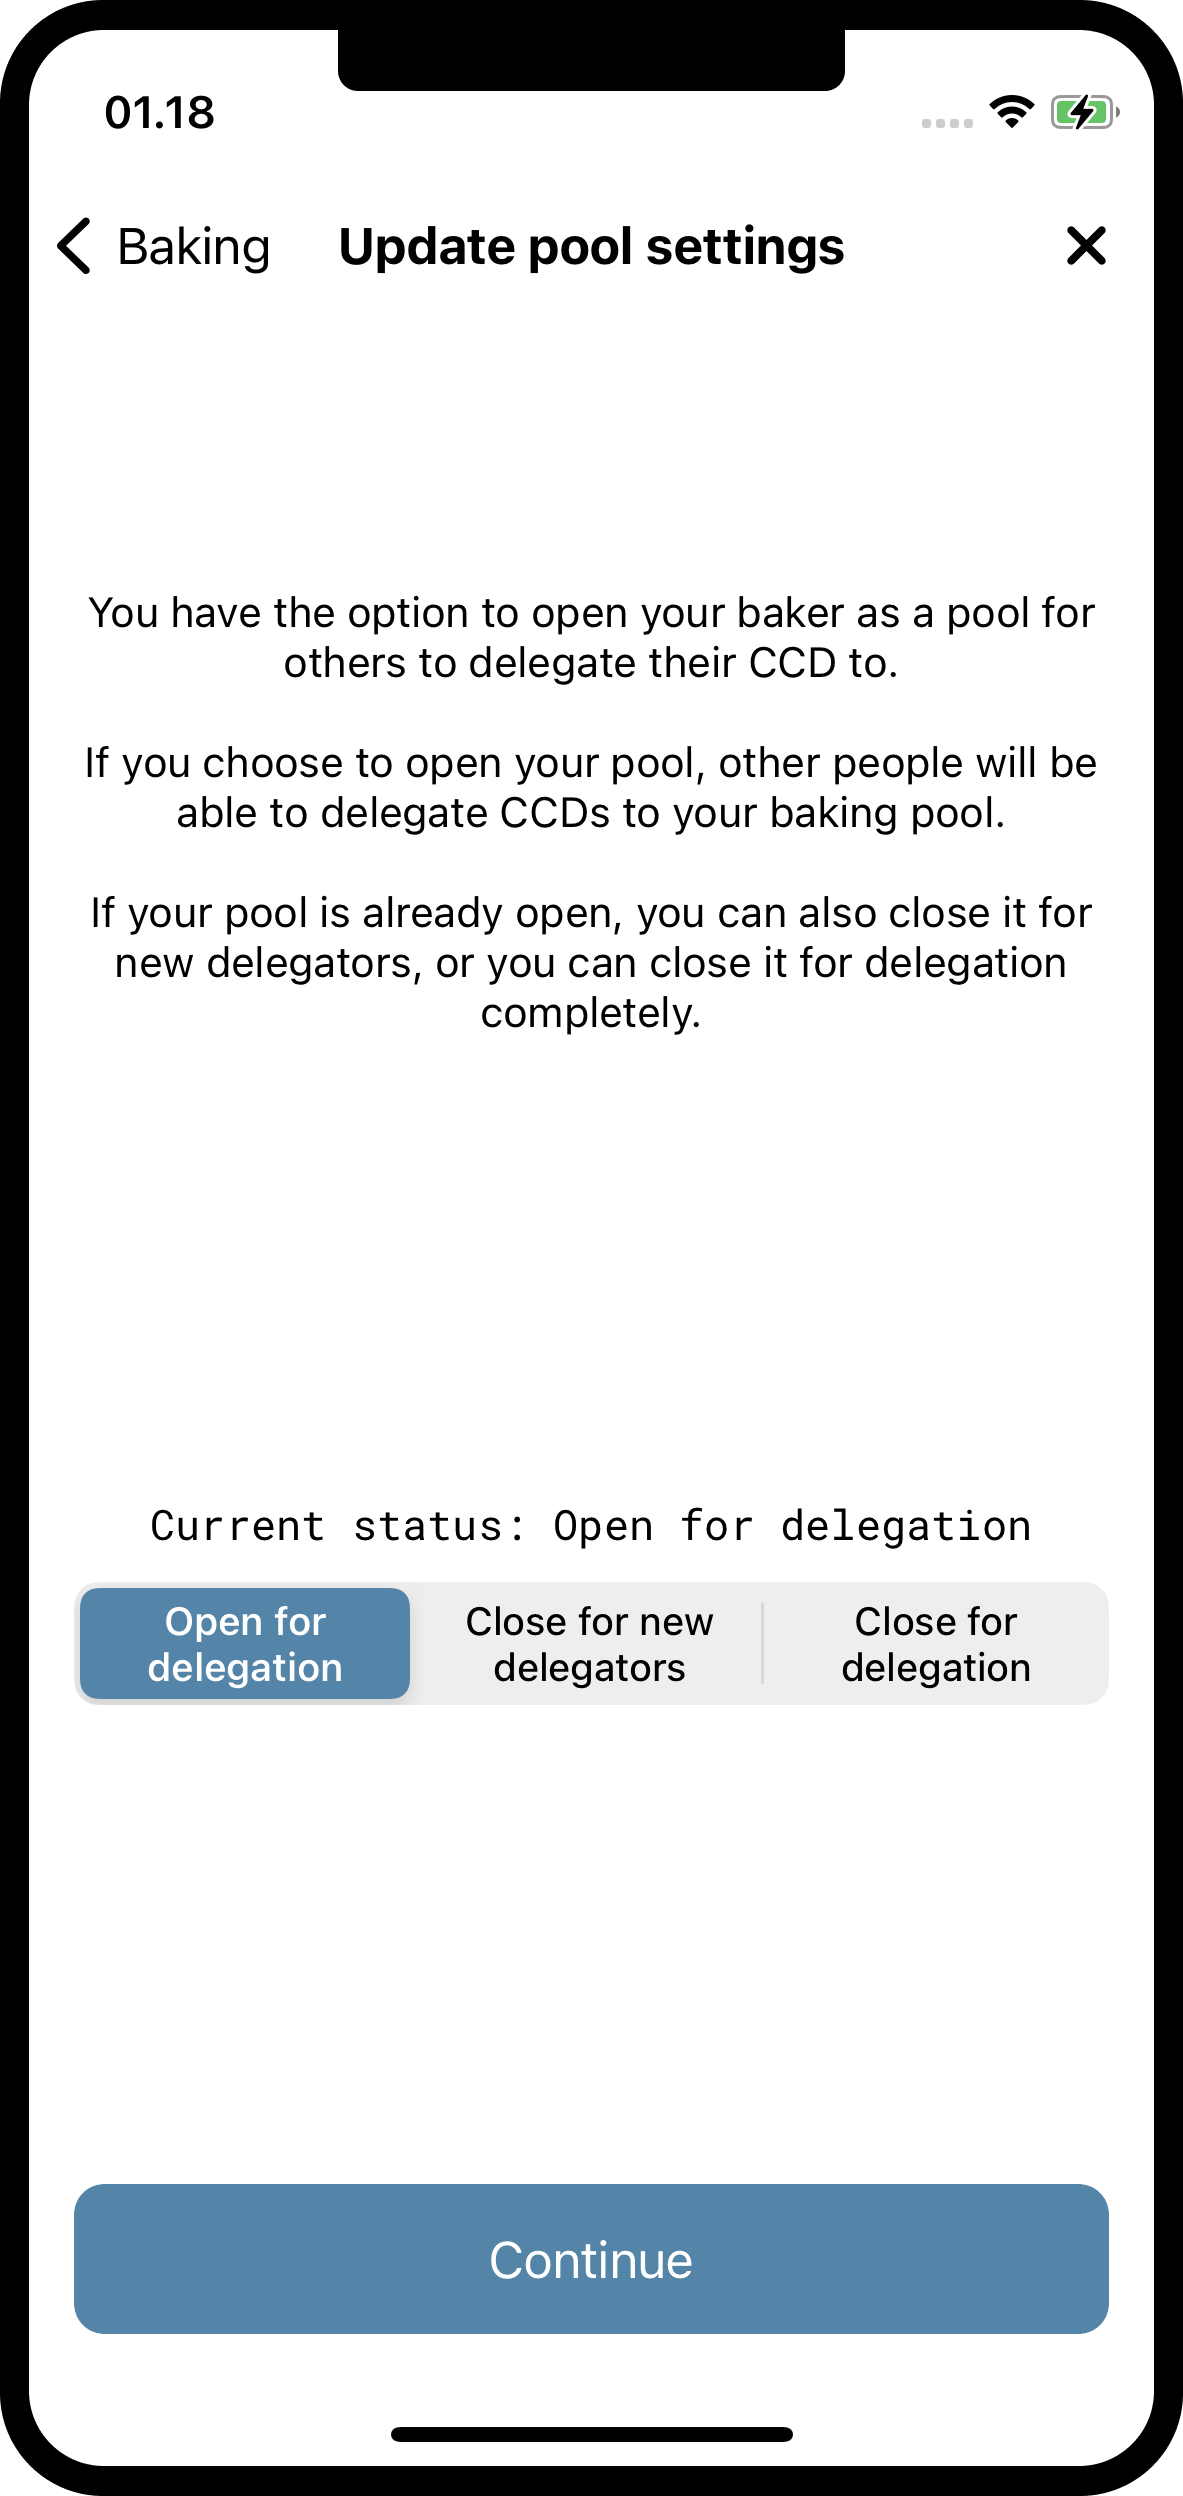 01.18
Baking
Update pool settings
You have the option to open your baker as a pool for
others to delegate their CCD to.
If you choose to open your pool, other people will be
able to delegate CCDs to your baking pool.
If your pool is already open, you can also close it for
new delegators, or you can close it for delegation
completely.
Current status: Open for delegation
Open for
delegation
Close for new
delegators
Close for
delegation
Continue